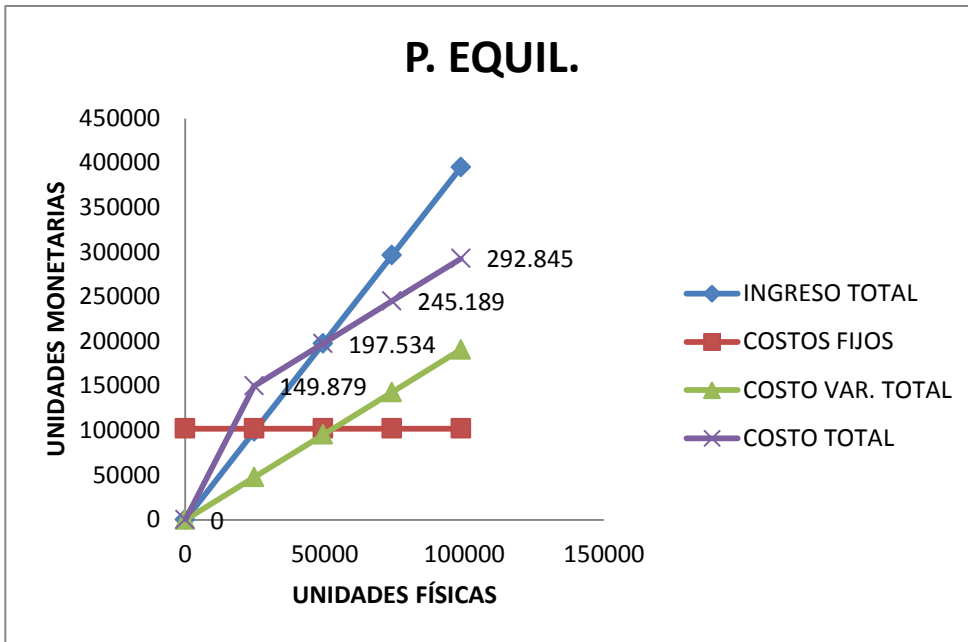 P. EQUIL.
UNIDADES MONETARIAS
450000
400000
350000
300000
250000
200000
150000
100000
50000
0
292.845
245.189
197.534
149.879
0
0
50000
100000
150000
UNIDADES FÍSICAS
INGRESO TOTAL
COSTOS FIJOS
COSTO VAR. TOTAL
COSTO TOTAL